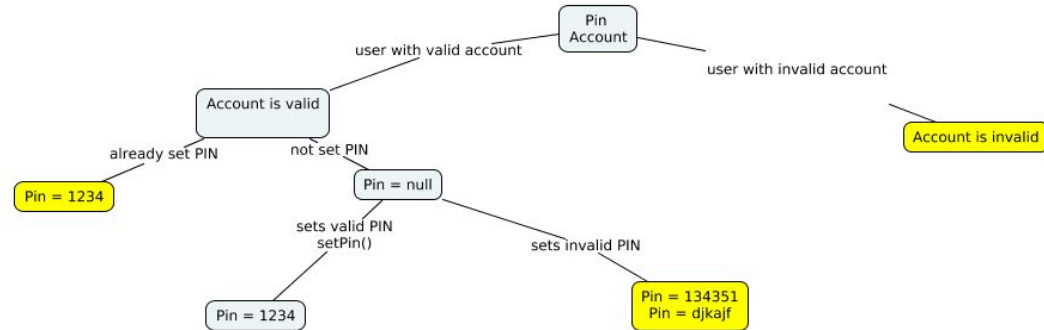 Pin
Account
user with valid account
user with invalid account
Account is valid
Account is invalid
already set PIN
not set PIN
Pin = 1234
Pin = null
sets valid PIN
setPin()
sets invalid PIN
Pin = 1234
Pin = 134351
Pin = djkajf